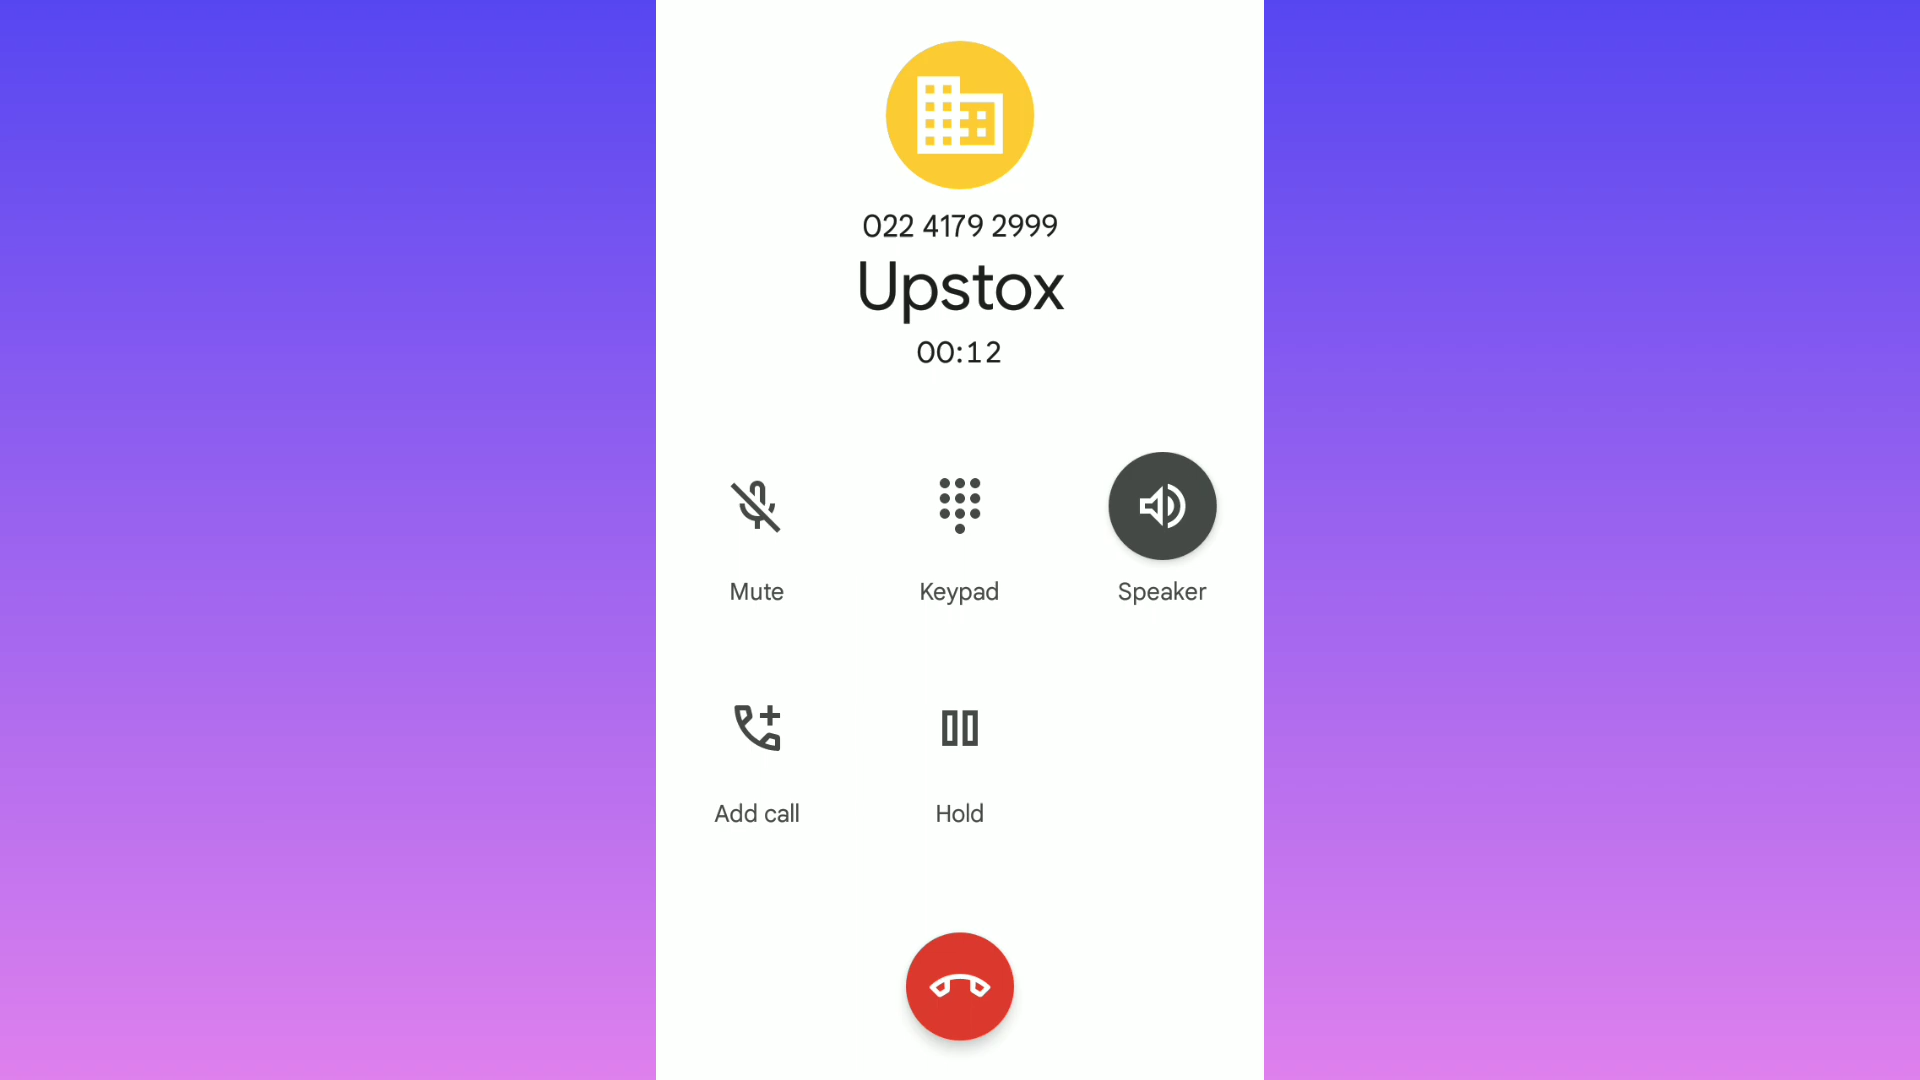 022 4179 2999
Upstox
00:12
Mute
Keypad
Speaker
Add call
Hold